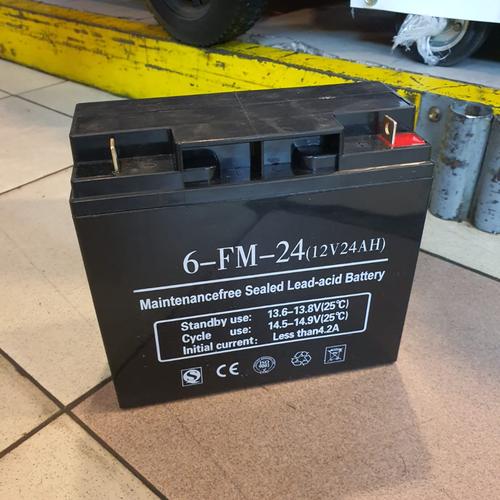 6-FM-24(12V24AH)
Maintenancefree Sealed Lead-acid Battery
Standby use: 13.6-13.8V(25℃)
Cycle use: 14.5-14.9V(25℃)
Initial current: Less than4.2A
CE